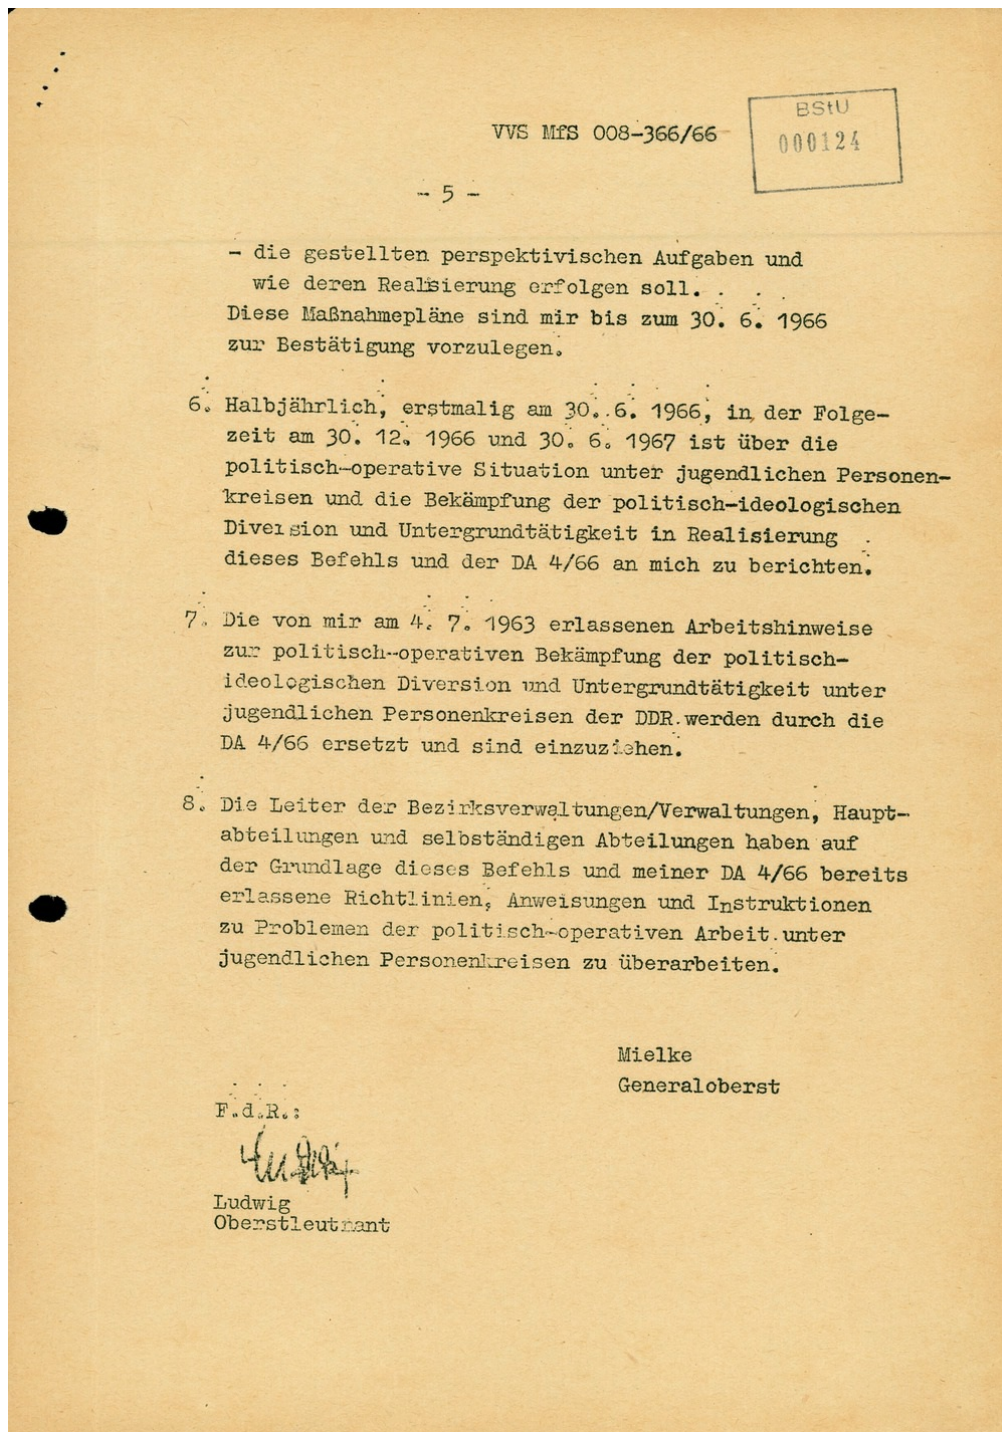 VVS MfS 008-366/66
BStU
000124
- 5 -
- die gestellten perspektivischen Aufgaben und
wie deren Realisierung erfolgen soll.
Diese Maßnahmepläne sind mir bis zum 30. 6. 1966
zur Bestätigung vorzulegen.
6. Halbjährlich, erstmalig am 30. 6. 1966, in der Folge-
zeit am 30. 12. 1966 und 30. 6. 1967 ist über die
politisch-operative Situation unter jugendlichen Personen-
kreisen und die Bekämpfung der politisch-ideologischen
Diversion und Untergrundtätigkeit in Realisierung
dieses Befehls und der DA 4/66 an mich zu berichten.
7. Die von mir am 4. 7. 1963 erlassenen Arbeitshinweise
zur politisch-operativen Bekämpfung der politisch-
ideologischen Diversion und Untergrundtätigkeit unter
jugendlichen Personenkreisen der DDR werden durch die
DA 4/66 ersetzt und sind einzuziehen.
8. Die Leiter der Bezirksverwaltungen/Verwaltungen, Haupt-
abteilungen und selbständigen Abteilungen haben auf
der Grundlage dieses Befehls und meiner DA 4/66 bereits
erlassene Richtlinien, Anweisungen und Instruktionen
zu Problemen der politisch-operativen Arbeit unter
jugendlichen Personenkreisen zu überarbeiten.
Mielke
Generaloberst
F.d.R.:
Ludwig
Oberstleutnant